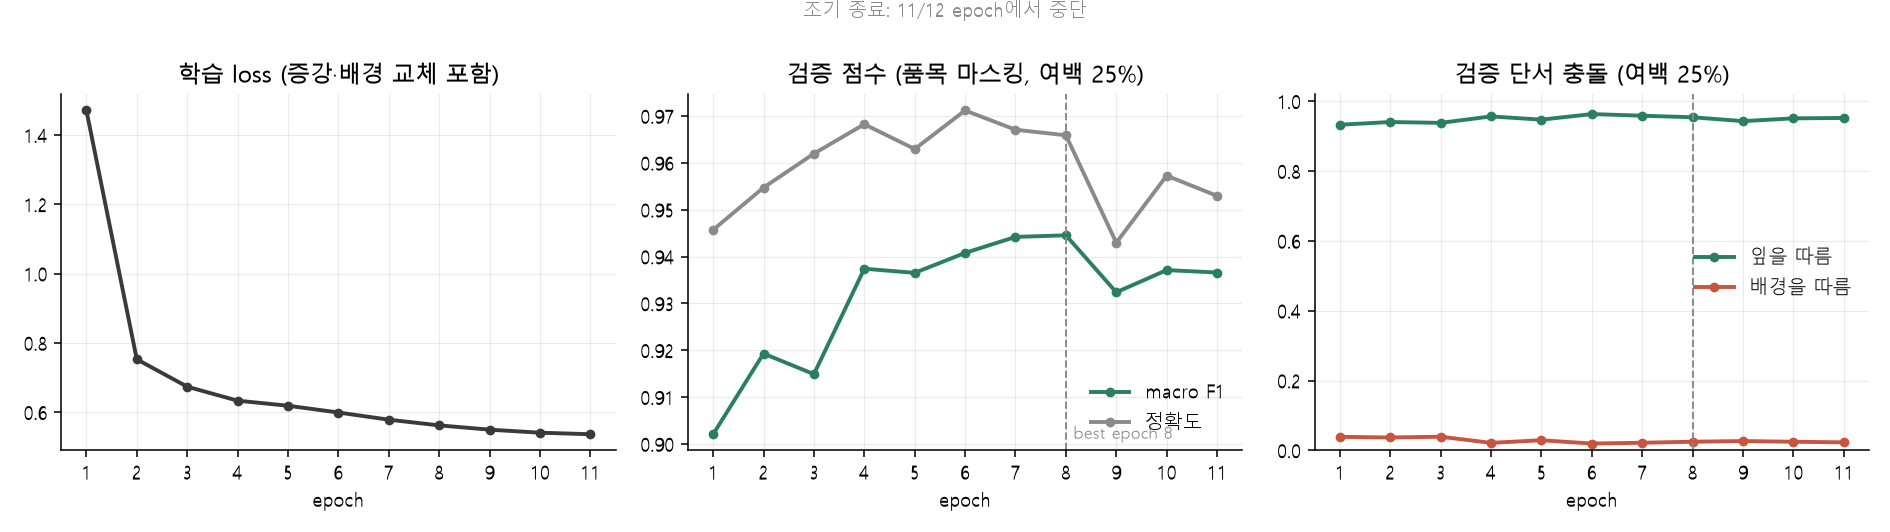 조기 종료: 11/12 epoch에서 중단
학습 loss (증강·배경 교체 포함)
1.4
1.2
1.0
0.8
0.6
1 2 3 4 5 6 7 8 9 10 11
epoch
검증 점수 (품목 마스킹, 여백 25%)
0.97
0.96
0.95
0.94
0.93
0.92
0.91
0.90
macro F1
정확도
best epoch 8
1 2 3 4 5 6 7 8 9 10 11
epoch
검증 단서 충돌 (여백 25%)
1.0
0.8
0.6
0.4
0.2
0.0
잎을 따름
배경을 따름
1 2 3 4 5 6 7 8 9 10 11
epoch